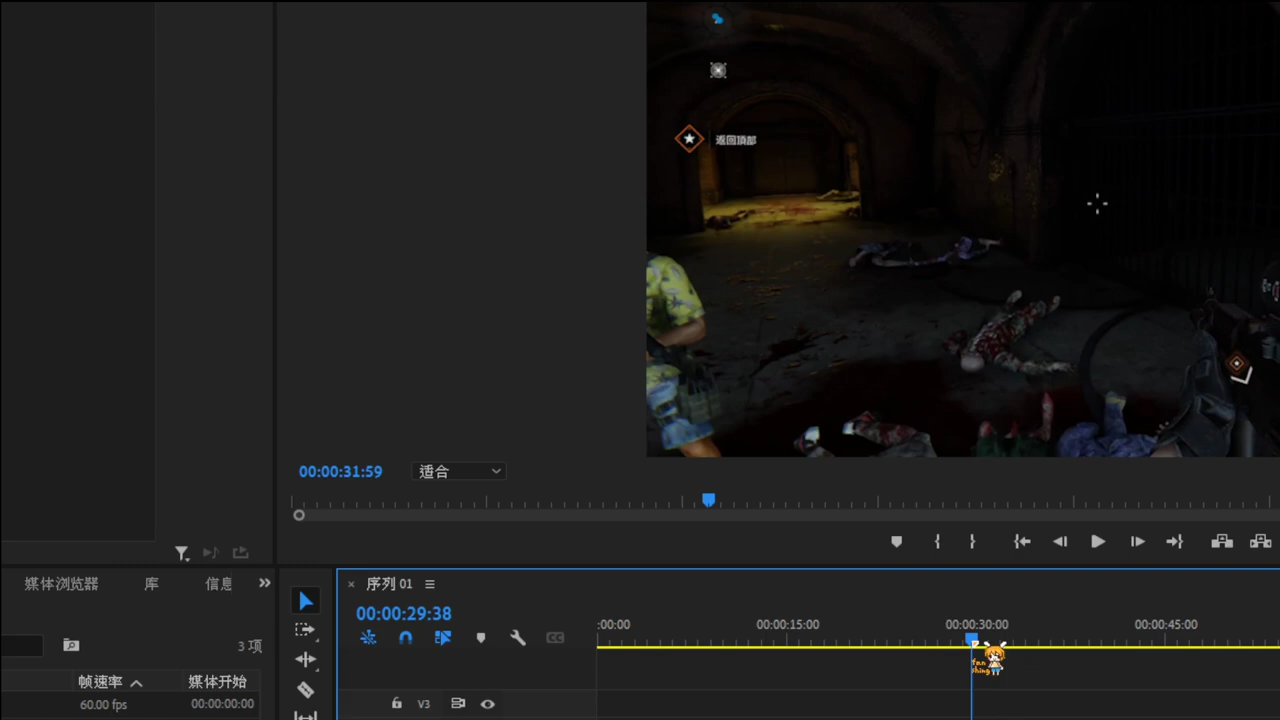 返回頂部
00:00:31:59
适合
媒体浏览器
库
信息
3 项
帧速率
媒体开始
60.00 fps
00:00:00:00
× 序列 01
00:00:29:38
:00:00
00:00:15:00
00:00:30:00
00:00:45:00
fan
shing
V3